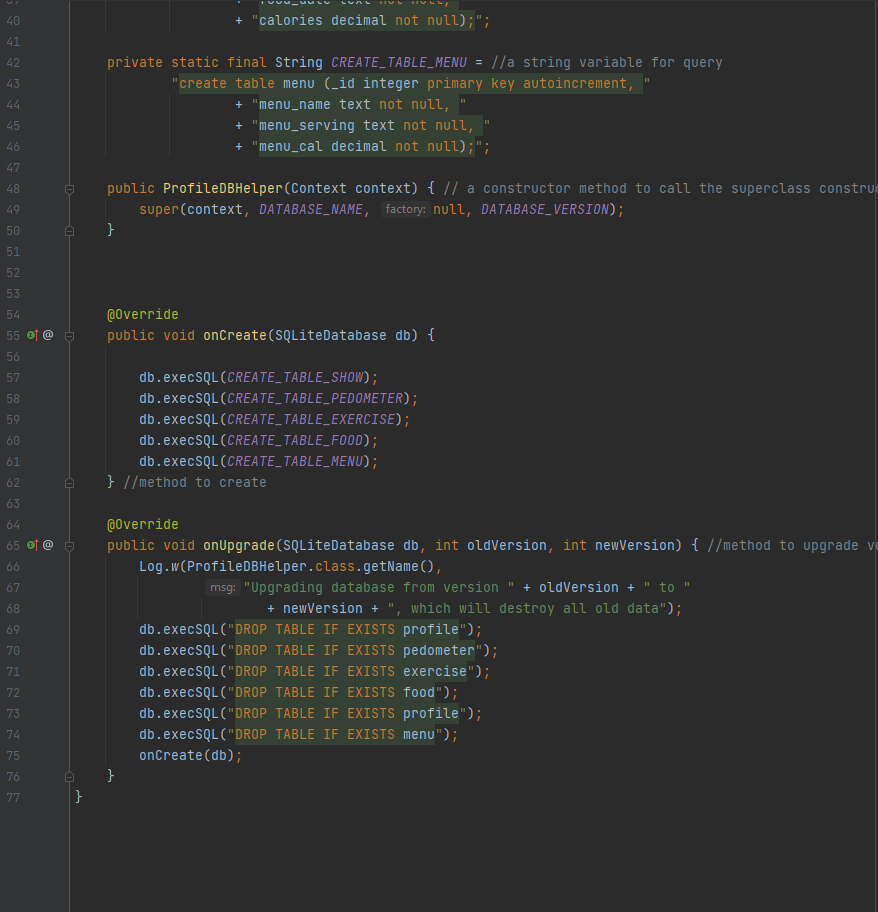 39 + "food_date text not null, "
40 + "calories decimal not null);";
41
42 private static final String CREATE_TABLE_MENU = //a string variable for query
43 "create table menu (_id integer primary key autoincrement, "
44 + "menu_name text not null, "
45 + "menu_serving text not null, "
46 + "menu_cal decimal not null);";
47
48 public ProfileDBHelper(Context context) { // a constructor method to call the superclass
49 super(context, DATABASE_NAME, factory: null, DATABASE_VERSION);
50 }
51
52
53
54 @Override
55 @ public void onCreate(SQLiteDatabase db) {
56
57 db.execSQL(CREATE_TABLE_SHOW);
58 db.execSQL(CREATE_TABLE_PEDOMETER);
59 db.execSQL(CREATE_TABLE_EXERCISE);
60 db.execSQL(CREATE_TABLE_FOOD);
61 db.execSQL(CREATE_TABLE_MENU);
62 } //method to create
63
64 @Override
65 @ public void onUpgrade(SQLiteDatabase db, int oldVersion, int newVersion) { //method to upgrade
66 Log.w(ProfileDBHelper.class.getName(),
67 msg: "Upgrading database from version " + oldVersion + " to "
68 + newVersion + ", which will destroy all old data");
69 db.execSQL("DROP TABLE IF EXISTS profile");
70 db.execSQL("DROP TABLE IF EXISTS pedometer");
71 db.execSQL("DROP TABLE IF EXISTS exercise");
72 db.execSQL("DROP TABLE IF EXISTS food");
73 db.execSQL("DROP TABLE IF EXISTS profile");
74 db.execSQL("DROP TABLE IF EXISTS menu");
75 onCreate(db);
76 }
77 }